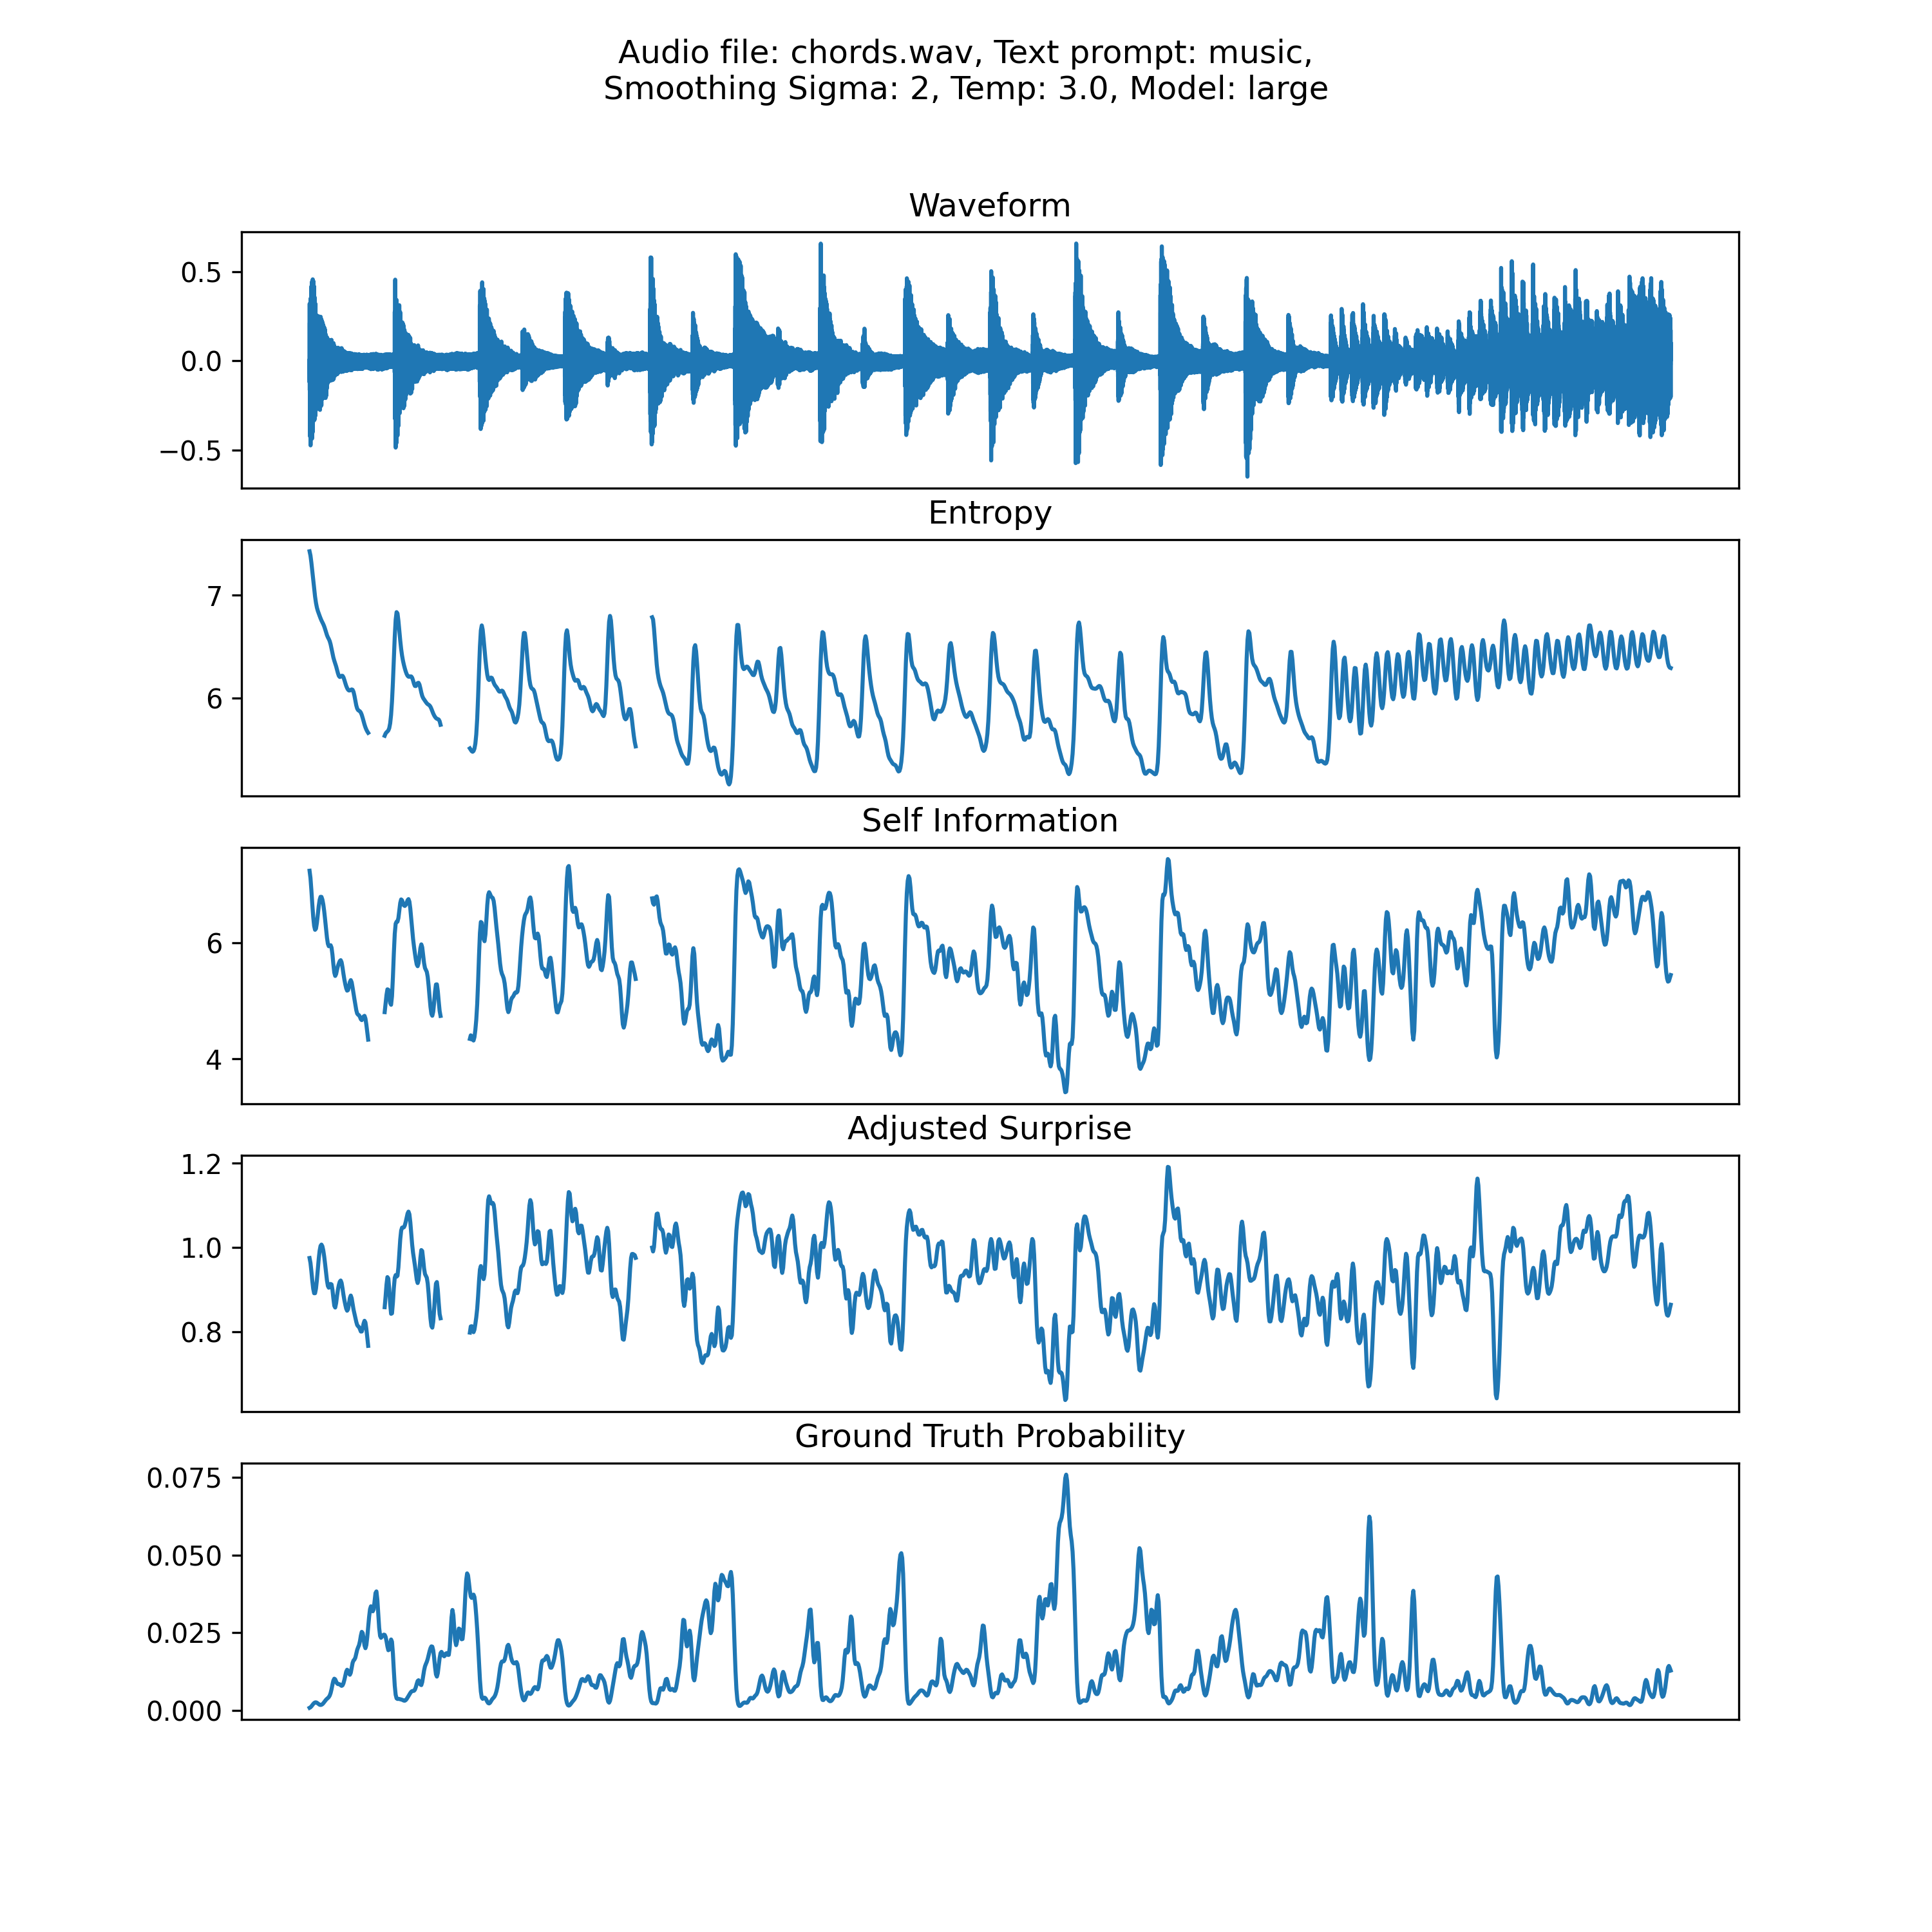 Audio file: chords.wav, Text prompt: music,
Smoothing Sigma: 2, Temp: 3.0, Model: large
Waveform
0.5
0.0
−0.5
Entropy
7
6
Self Information
6
4
Adjusted Surprise
1.2
1.0
0.8
Ground Truth Probability
0.075
0.050
0.025
0.000